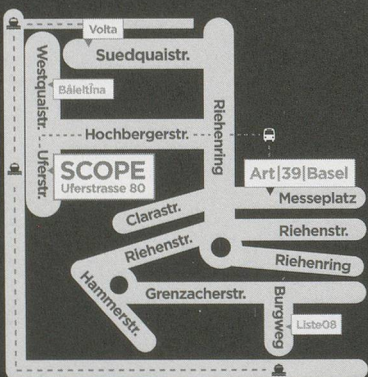 Volta
Suedquaistr.
Westquaistr.
Båleltîna
Riehenring
Hochbergerstr.
Uferstr.
SCOPE
Uferstrasse 80
Art|39|Basel
Messeplatz
Clarastr.
Riehenstr.
Riehenstr.
Riehenring
Hammerstr.
Grenzacherstr.
Burgweg
Liste08